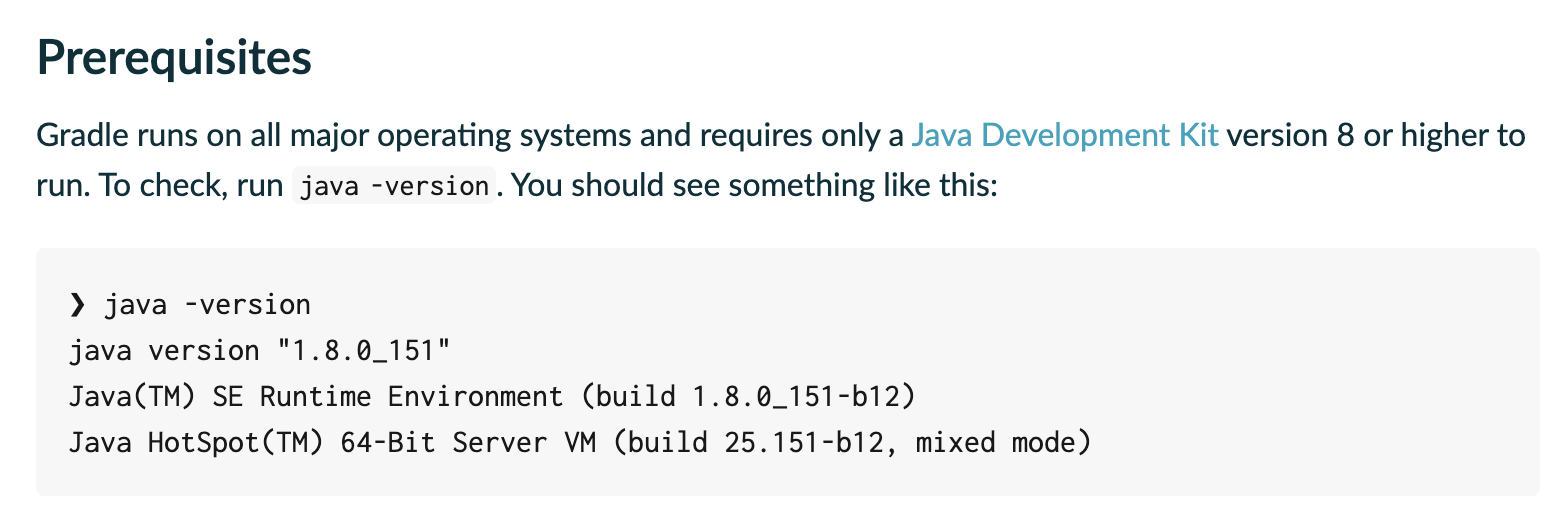 Prerequisites
Gradle runs on all major operating systems and requires only a Java Development Kit version 8 or higher to
run. To check, run java -version. You should see something like this:
❯ java -version
java version "1.8.0_151"
Java(TM) SE Runtime Environment (build 1.8.0_151-b12)
Java HotSpot(TM) 64-Bit Server VM (build 25.151-b12, mixed mode)